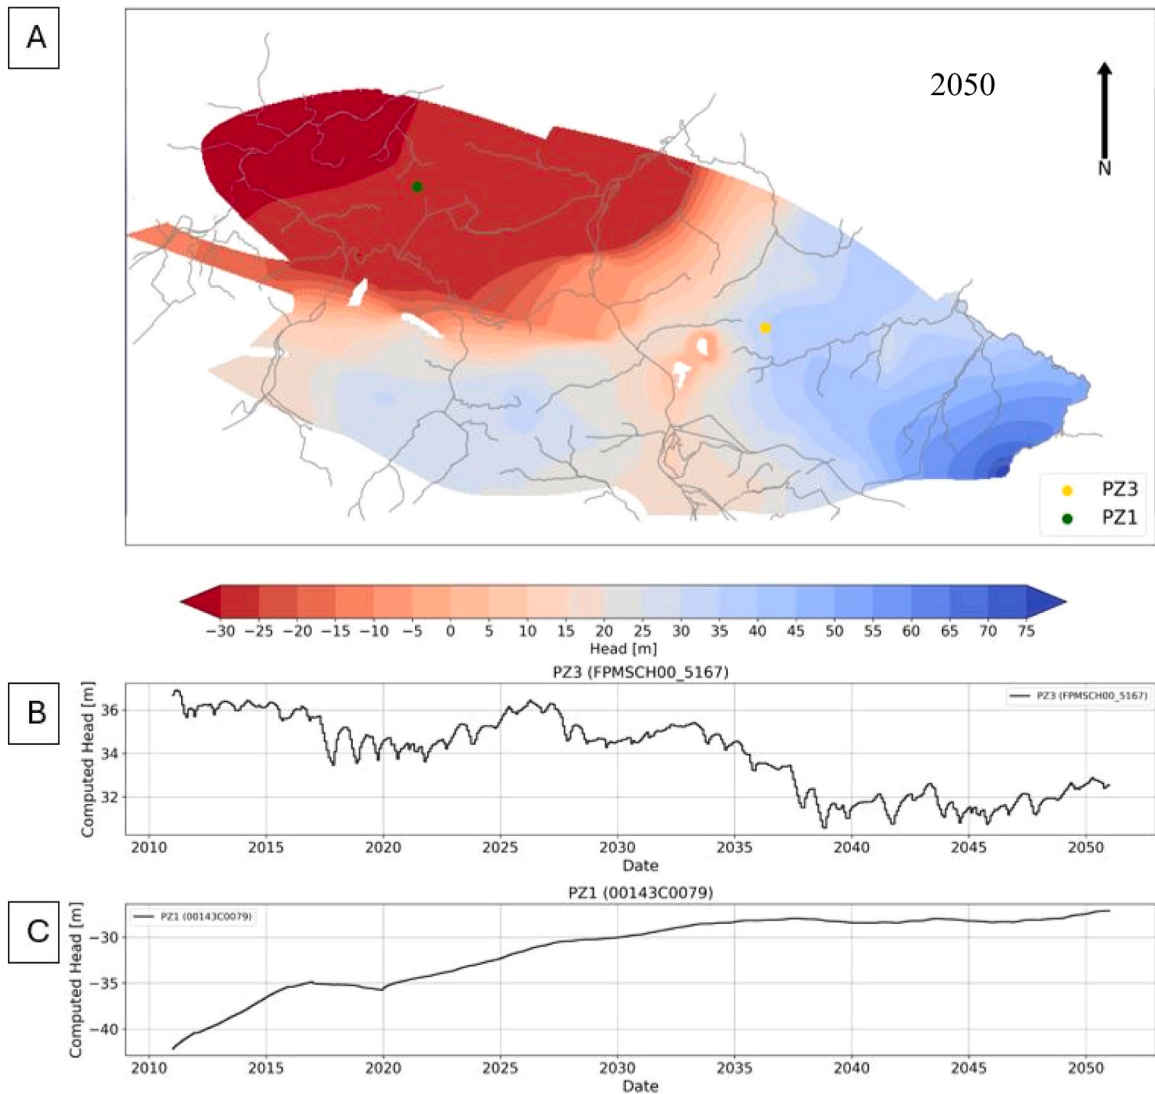 A
2050
N
PZ3
PZ1
−30 −25 −20 −15 −10 −5 0 5 10 15 20 25 30 35 40 45 50 55 60 65 70 75
Head [m]
B
PZ3 (FPMSCH00_5167)
PZ3 (FPMSCH00_5167)
Computed Head [m]
36
34
32
2010 2015 2020 2025 2030 2035 2040 2045 2050
Date
C
PZ1 (00143C0079)
PZ1 (00143C0079)
Computed Head [m]
−30
−35
−40
2010 2015 2020 2025 2030 2035 2040 2045 2050
Date